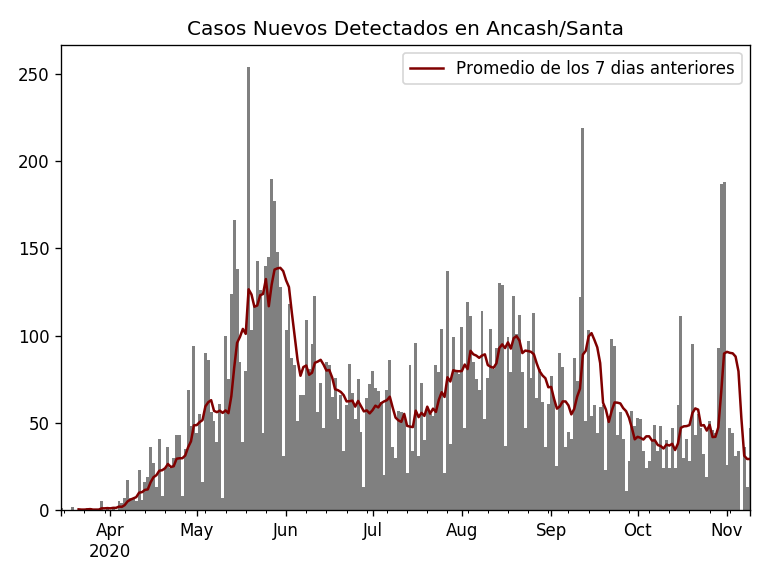 Casos Nuevos Detectados en Ancash/Santa
Promedio de los 7 dias anteriores
250
200
150
100
50
0
Apr May Jun Jul Aug Sep Oct Nov
2020